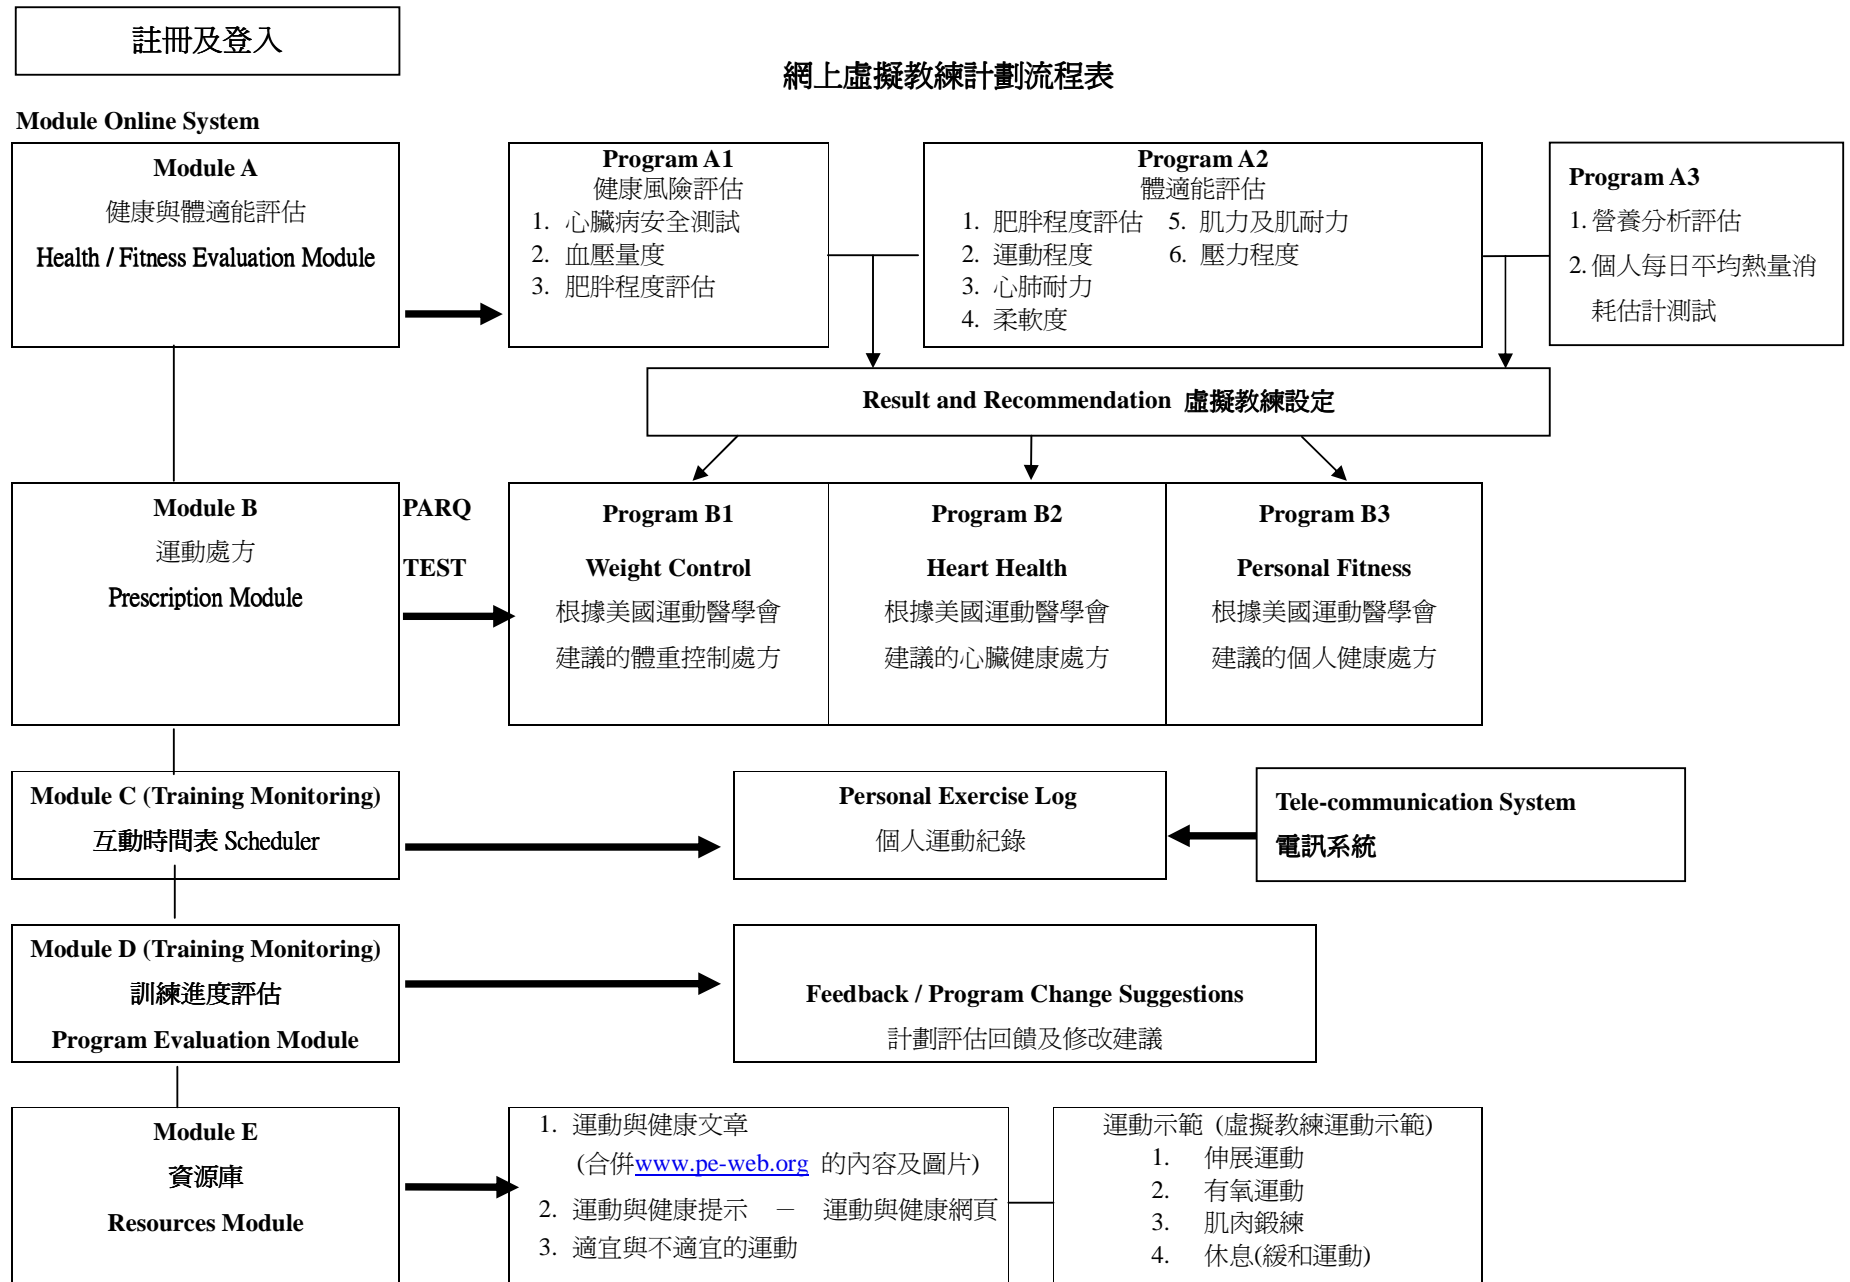 註冊及登入
網上虛擬教練計劃流程表
Module Online System
Module A
健康與體適能評估
Health / Fitness Evaluation Module
Program A1
健康風險評估
1. 心臟病安全測試
2. 血壓量度
3. 肥胖程度評估
Program A2
體適能評估
1. 肥胖程度評估 5. 肌力及肌耐力
2. 運動程度 6. 壓力程度
3. 心肺耐力
4. 柔軟度
Program A3
1. 營養分析評估
2. 個人每日平均熱量消
耗估計測試
Result and Recommendation 虛擬教練設定
Module B
運動處方
Prescription Module
PARQ
TEST
Program B1
Weight Control
根據美國運動醫學會
建議的體重控制處方
Program B2
Heart Health
根據美國運動醫學會
建議的心臟健康處方
Program B3
Personal Fitness
根據美國運動醫學會
建議的個人健康處方
Module C (Training Monitoring)
互動時間表 Scheduler
Personal Exercise Log
個人運動紀錄
Tele-communication System
電訊系統
Module D (Training Monitoring)
訓練進度評估
Program Evaluation Module
Feedback / Program Change Suggestions
計劃評估回饋及修改建議
Module E
資源庫
Resources Module
1. 運動與健康文章
(合併www.pe-web.org 的內容及圖片)
2. 運動與健康提示 － 運動與健康網頁
3. 適宜與不適宜的運動
運動示範 (虛擬教練運動示範)
1. 伸展運動
2. 有氧運動
3. 肌肉鍛練
4. 休息(緩和運動)